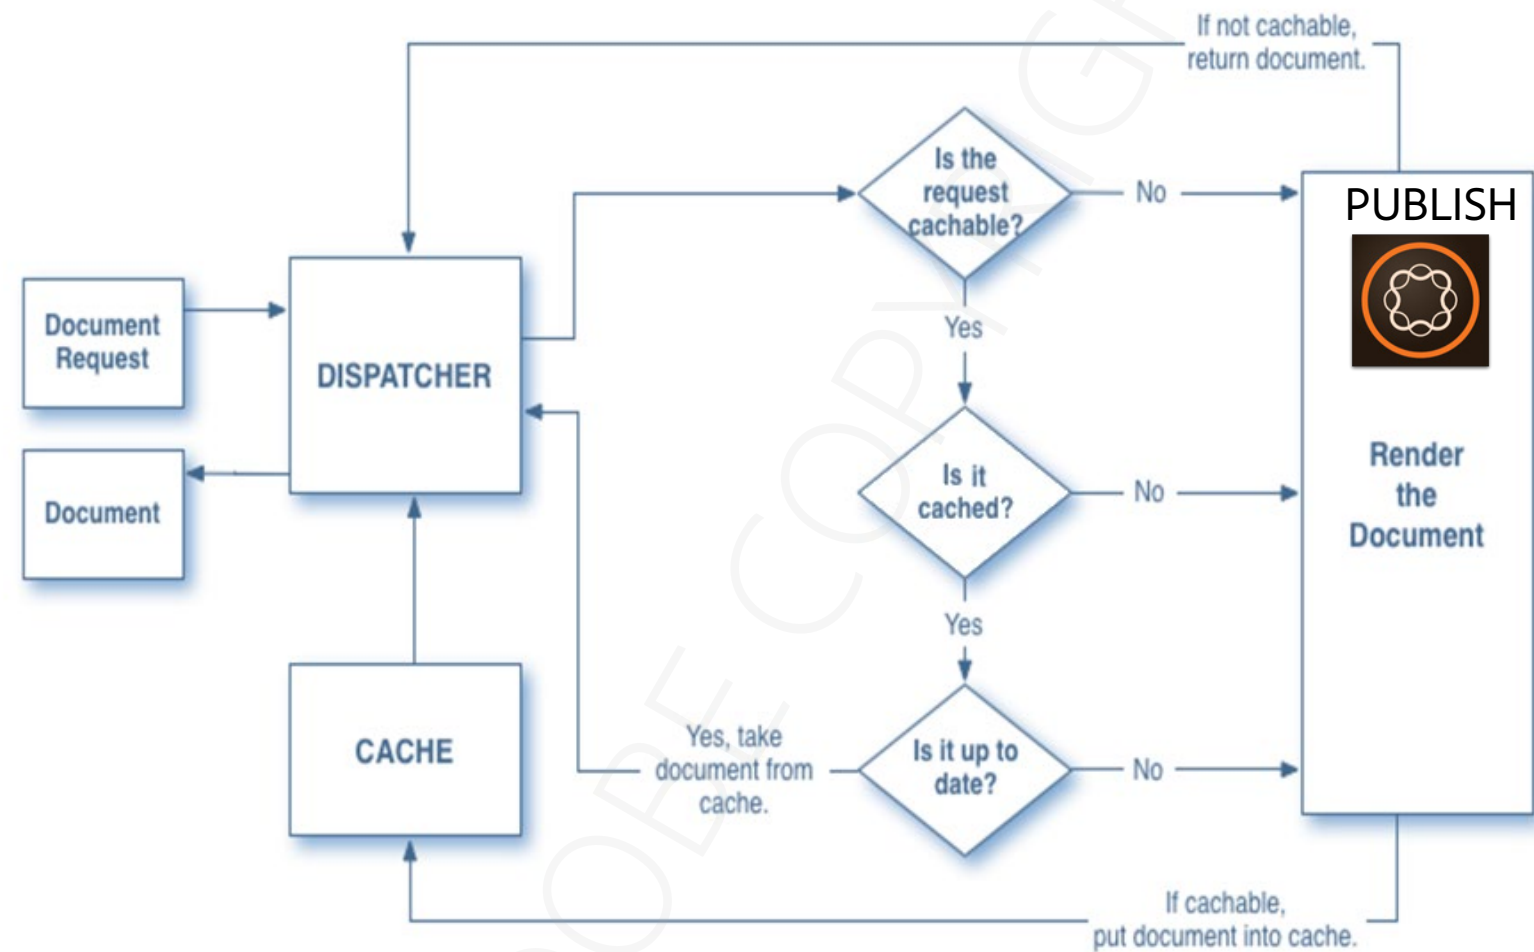 If not cachable,
return document.
Is the
request
cachable?
No
PUBLISH
Document
Request
DISPATCHER
Yes
Document
Is it
cached?
No
Render
the
Document
Yes
CACHE
Yes, take
document from
cache.
Is it up to
date?
No
If cachable,
put document into cache.
OBE COPYRIGH